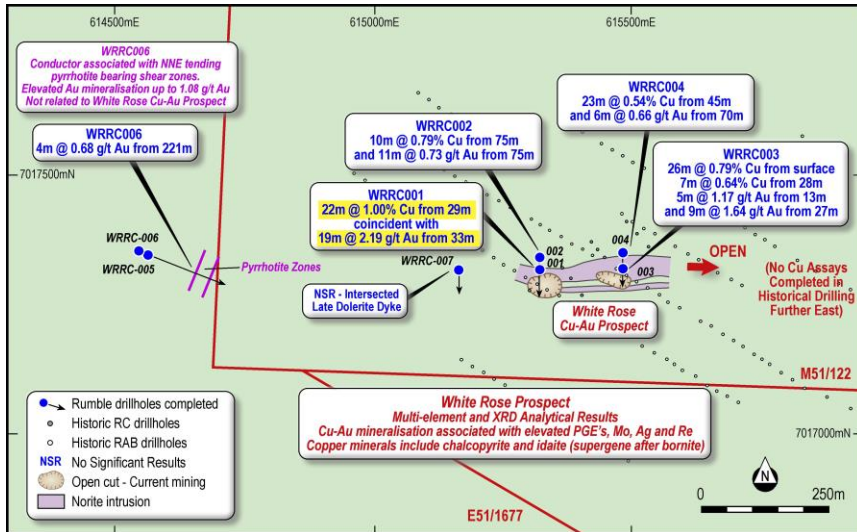 614500mE
615000mE
615500mE
WRRC006
Conductor associated with NNE tending
pyrrhotite bearing shear zones.
Elevated Au mineralisation up to 1.08 g/t Au
Not related to White Rose Cu-Au Prospect
WRRC004
23m @ 0.54% Cu from 45m
and 6m @ 0.66 g/t Au from 70m
WRRC006
4m @ 0.68 g/t Au from 221m
WRRC002
10m @ 0.79% Cu from 75m
and 11m @ 0.73 g/t Au from 75m
WRRC003
26m @ 0.79% Cu from surface
7m @ 0.64% Cu from 28m
5m @ 1.17 g/t Au from 13m
and 9m @ 1.64 g/t Au from 27m
7017500mN
7017500mN
WRRC001
22m @ 1.00% Cu from 29m
coincident with
19m @ 2.19 g/t Au from 33m
WRRC-006
WRRC-005
Pyrrhotite Zones
WRRC-007
002
001
004
003
OPEN
(No Cu Assays
Completed in
Historical Drilling
Further East)
NSR - Intersected
Late Dolerite Dyke
White Rose
Cu-Au Prospect
M51/122
White Rose Prospect
Multi-element and XRD Analytical Results
Cu-Au mineralisation associated with elevated PGE's, Mo, Ag and Re
Copper minerals include chalcopyrite and idaite (supergene after bornite)
Rumble drillholes completed
Historic RC drillholes
Historic RAB drillholes
NSR No Significant Results
Open cut - Current mining
Norite intrusion
7017000mN
N
0 250m
E51/1677